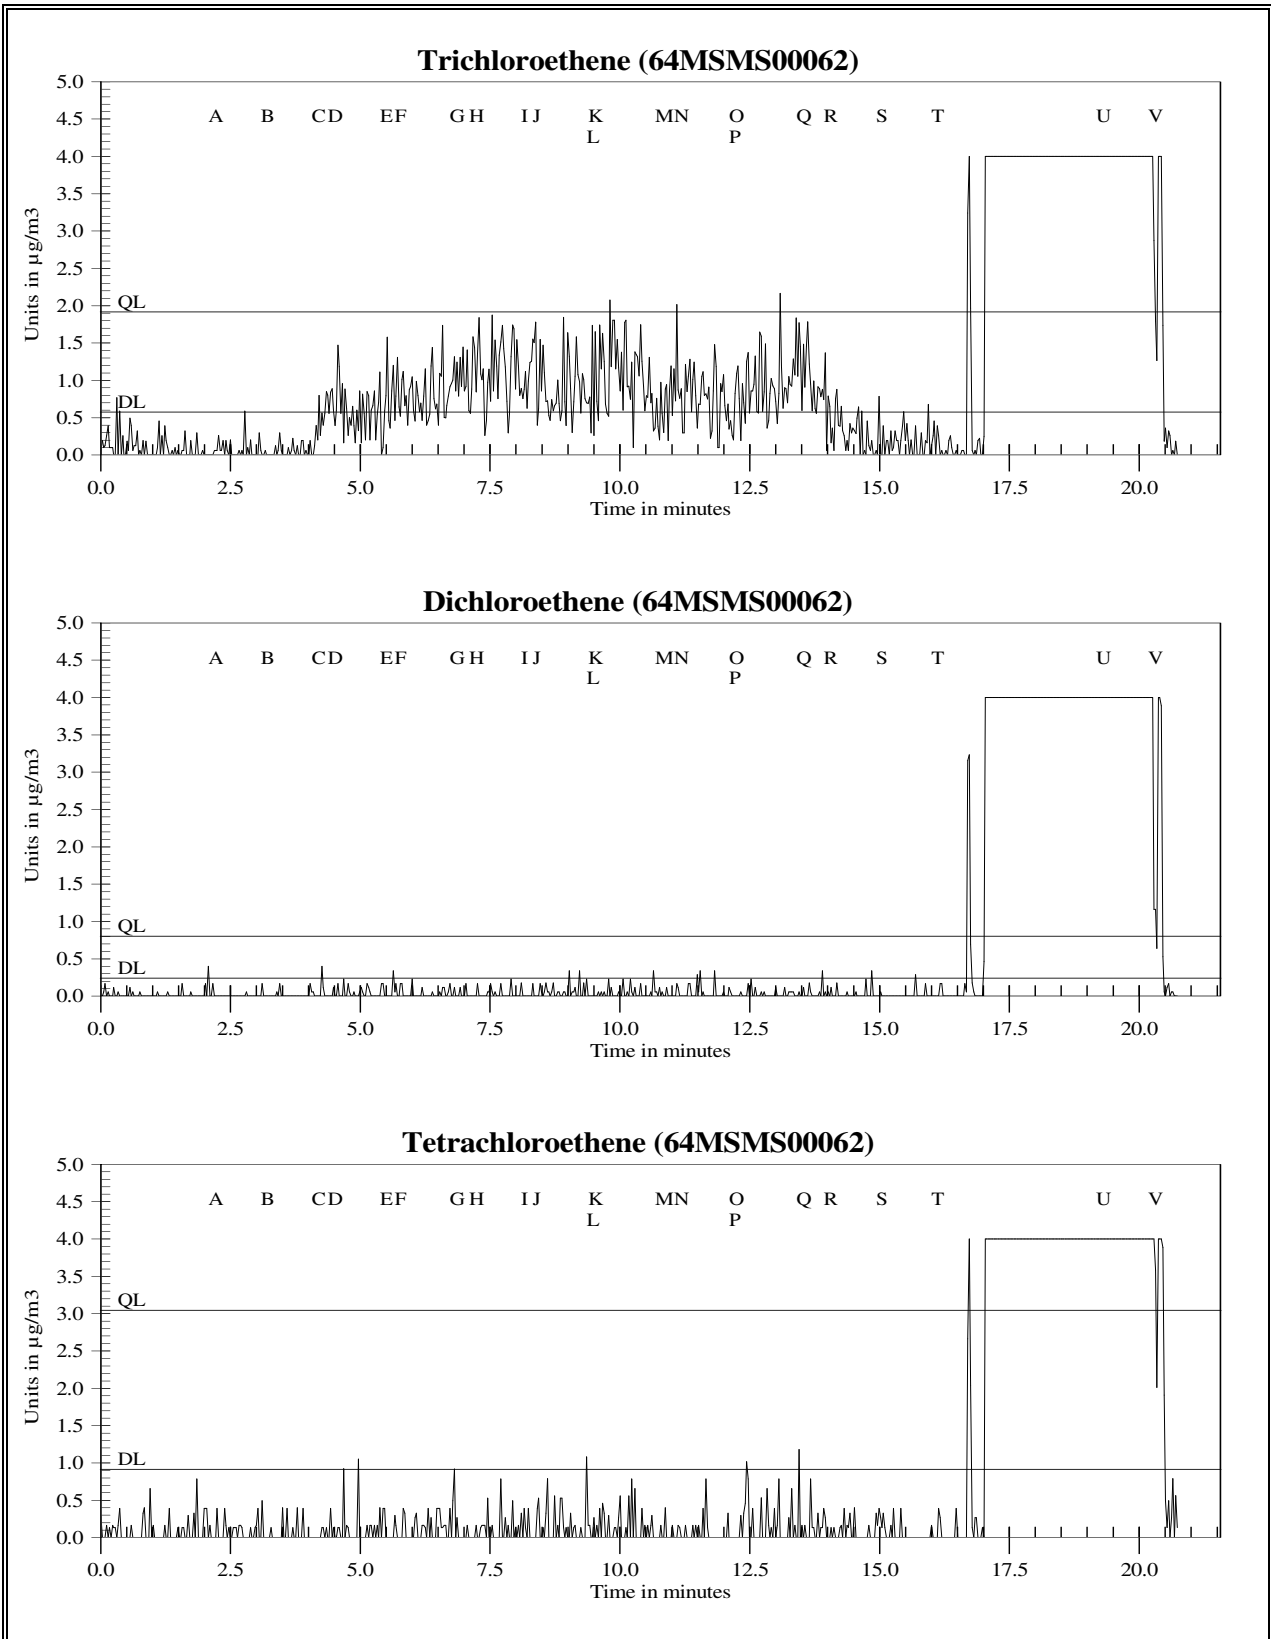 Trichloroethene (64MSMS00062)
5.0
A B CD EF GH IJ K MN O QR S T U V
4.5
L P
4.0
3.5
3.0
2.5
QL
2.0
1.5
1.0
DL
0.5
0.0
Units in µg/m3
0.0 2.5 5.0 7.5 10.0 12.5 15.0 17.5 20.0
Time in minutes
Dichloroethene (64MSMS00062)
5.0
A B CD EF GH IJ K MN O QR S T U V
4.5
L P
4.0
3.5
3.0
2.5
2.0
1.5
1.0
QL
0.5
DL
0.0
Units in µg/m3
0.0 2.5 5.0 7.5 10.0 12.5 15.0 17.5 20.0
Time in minutes
Tetrachloroethene (64MSMS00062)
5.0
A B CD EF GH IJ K MN O QR S T U V
4.5
L P
4.0
3.5
QL
3.0
2.5
2.0
1.5
DL
1.0
0.5
0.0
Units in µg/m3
0.0 2.5 5.0 7.5 10.0 12.5 15.0 17.5 20.0
Time in minutes